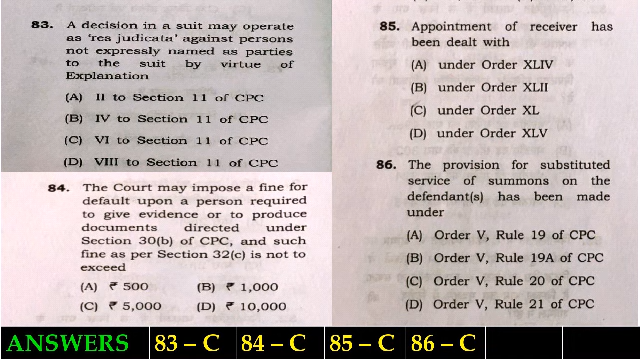 83. A decision in a suit may operate
as 'res judicata' against persons
not expressly named as parties
to the suit by virtue of
Explanation
(A) II to Section 11 of CPC
(B) IV to Section 11 of CPC
(C) VI to Section 11 of CPC
(D) VIII to Section 11 of CPC
84. The Court may impose a fine for
default upon a person required
to give evidence or to produce
documents directed under
Section 30(b) of CPC, and such
fine as per Section 32(c) is not to
exceed
(A) ₹ 500 (B) ₹ 1,000
(C) ₹ 5,000 (D) ₹ 10,000
85. Appointment of receiver has
been dealt with
(A) under Order XLIV
(B) under Order XLII
(C) under Order XL
(D) under Order XLV
86. The provision for substituted
service of summons on the
defendant(s) has been made
under
(A) Order V, Rule 19 of CPC
(B) Order V, Rule 19A of CPC
(C) Order V, Rule 20 of CPC
(D) Order V, Rule 21 of CPC
ANSWERS 83 – C 84 – C 85 – C 86 – C